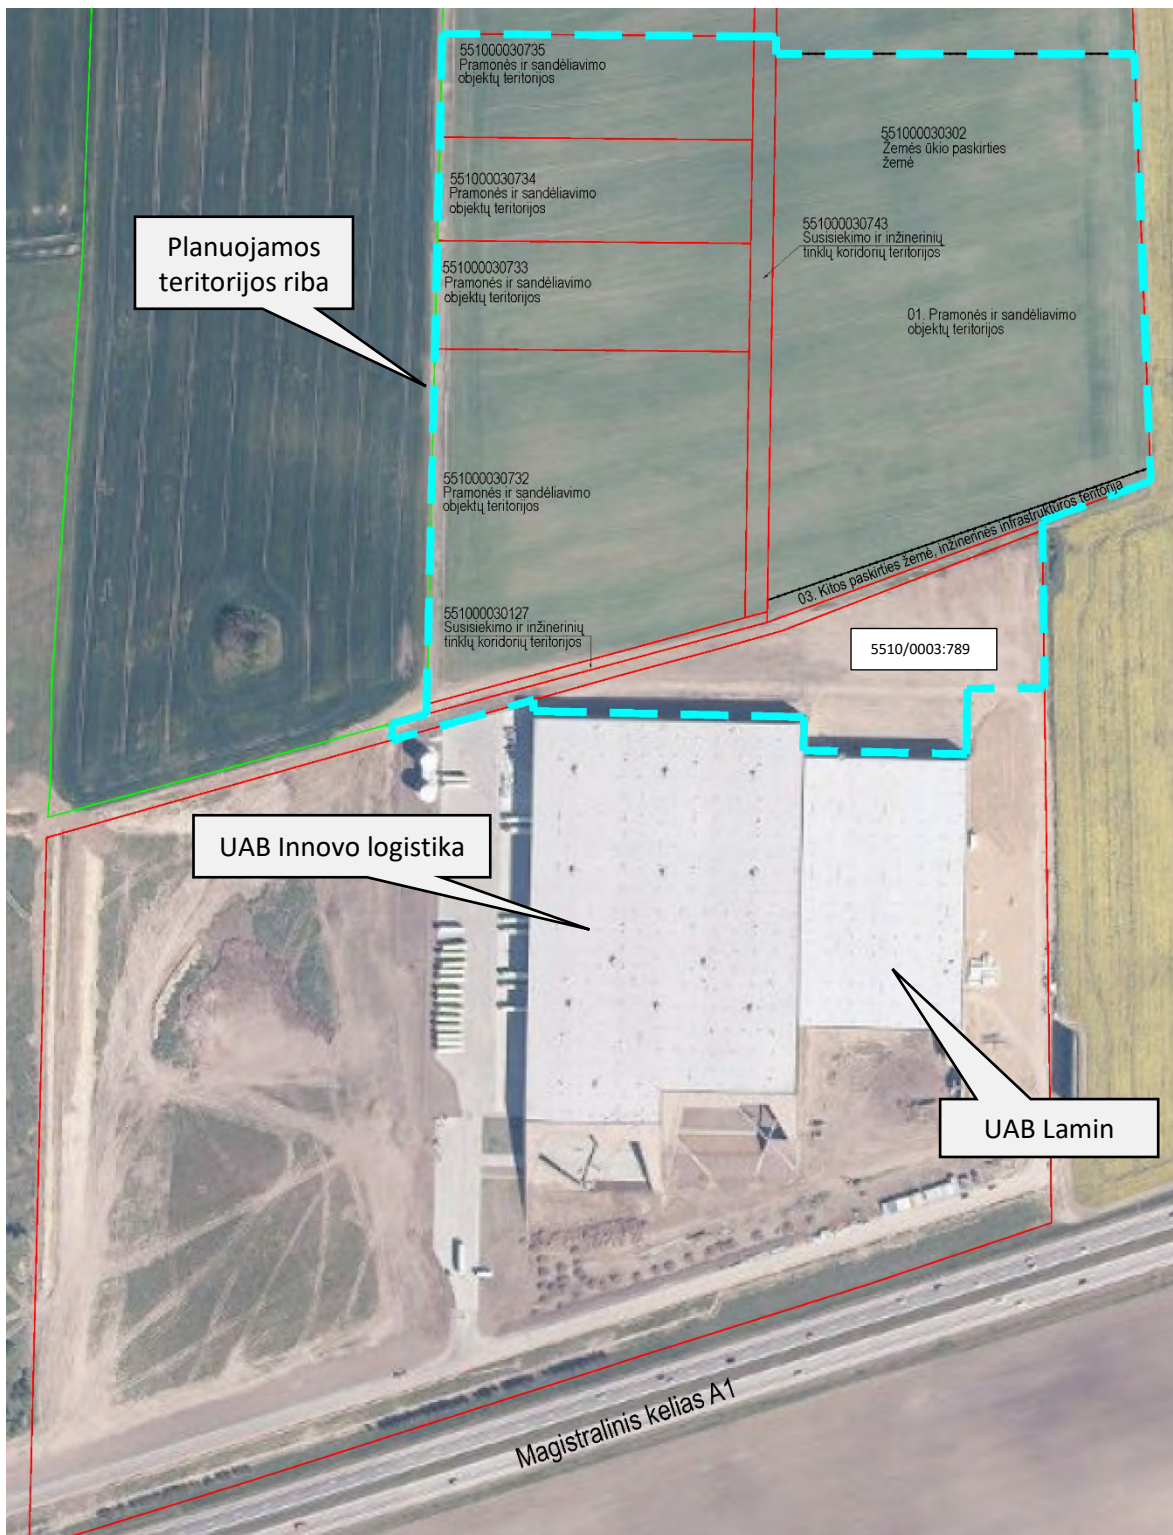 551000030735
Pramonės ir sandėliavimo
objektų teritorijos
551000030302
Žemės ūkio paskirties
žemė
551000030734
Pramonės ir sandėliavimo
objektų teritorijos
551000030743
Susisiekimo ir inžinerinių
tinklų koridorių teritorijos
Planuojamos
teritorijos riba
551000030733
Pramonės ir sandėliavimo
objektų teritorijos
01. Pramonės ir sandėliavimo
objektų teritorijos
551000030732
Pramonės ir sandėliavimo
objektų teritorijos
03. Kitos paskirties žemė, inžinerinės infrastruktūros teritorija
551000030127
Susisiekimo ir inžinerinių
tinklų koridorių teritorijos
5510/0003:789
UAB Innovo logistika
UAB Lamin
Magistralinis kelias A1